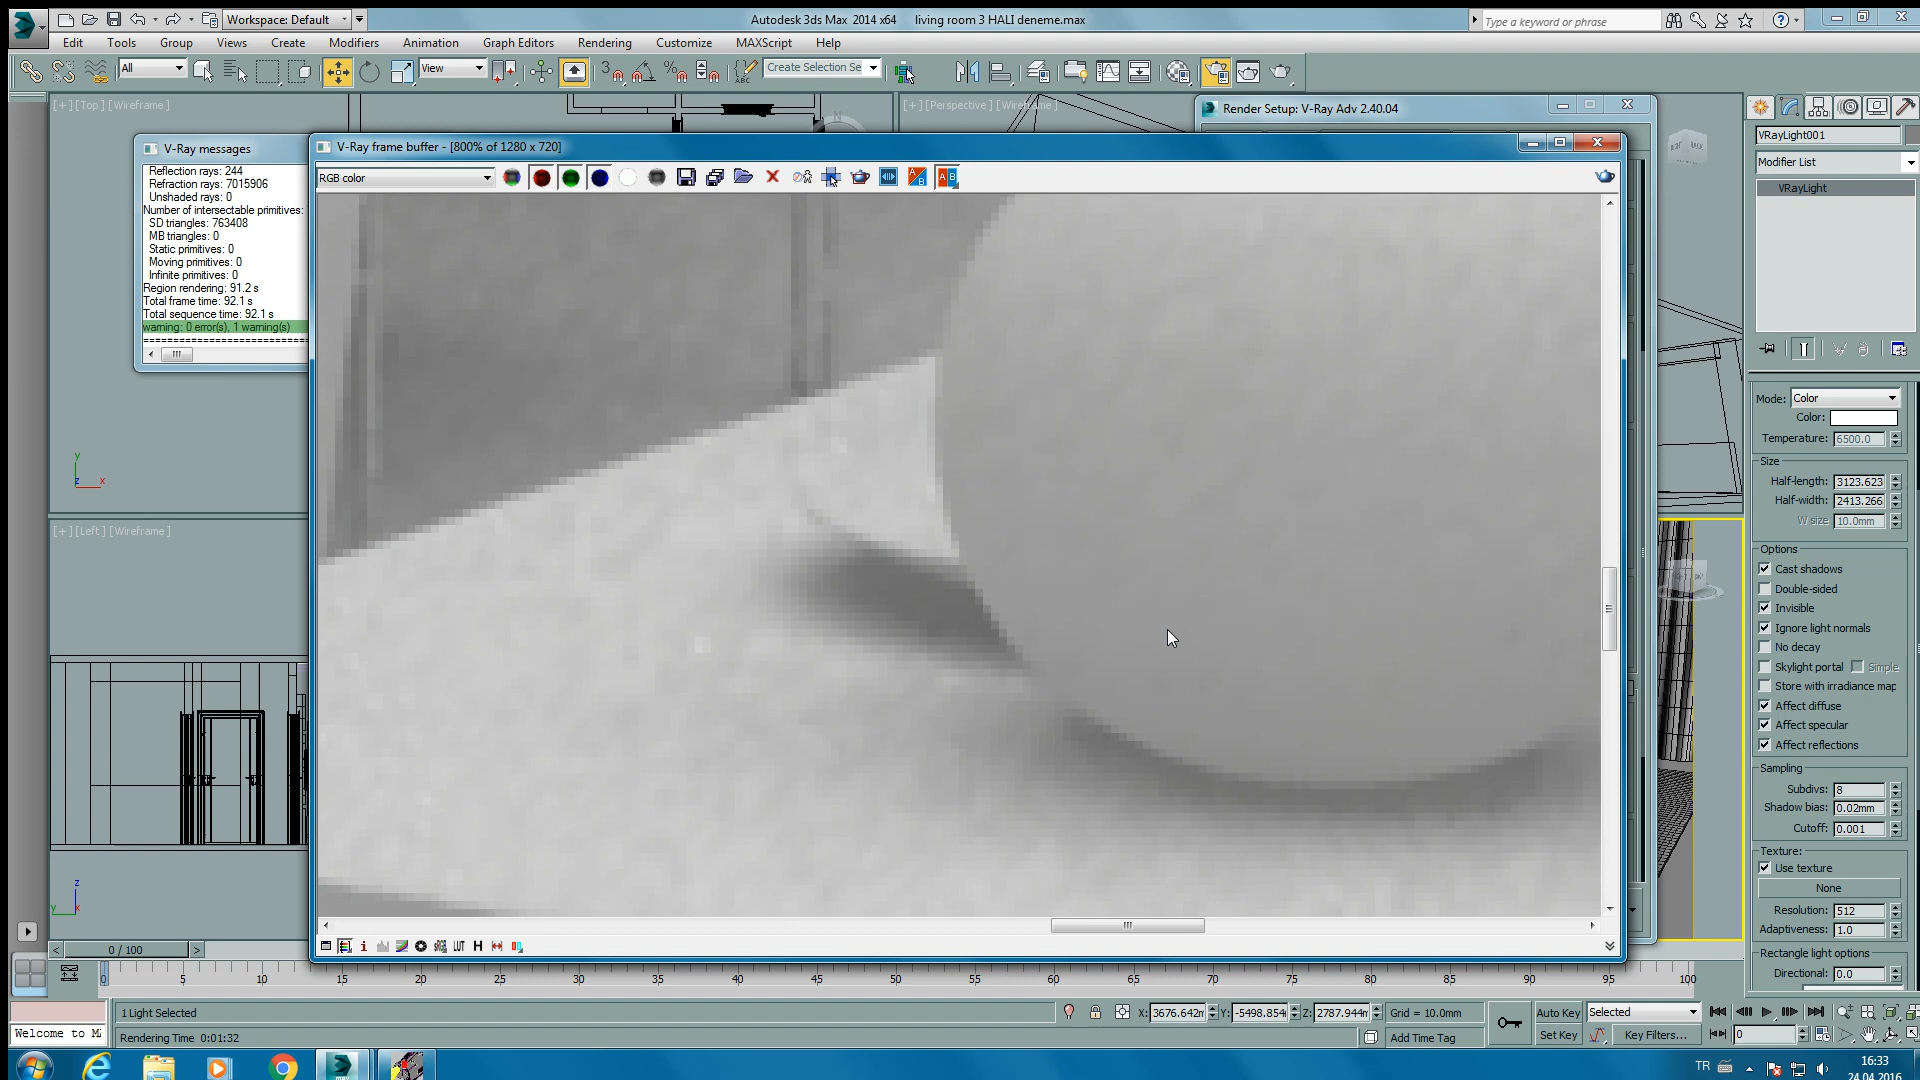 Workspace: Default
Autodesk 3ds Max 2014 x64 living room 3 HALI deneme.max
Type a keyword or phrase
Edit Tools Group Views Create Modifiers Animation Graph Editors Rendering Customize MAXScript Help
All
View
3
Create Selection Se
[+] [Top] [Wireframe]
[+] [Perspective] [Wireframe]
Render Setup: V-Ray Adv 2.40.04
V-Ray messages
Reflection rays: 244
Refraction rays: 7015906
Unshaded rays: 0
Number of intersectable primitives:
SD triangles: 763408
MB triangles: 0
Static primitives: 0
Moving primitives: 0
Infinite primitives: 0
Region rendering: 91.2 s
Total frame time: 92.1 s
Total sequence time: 92.1 s
warning: 0 error(s), 1 warning(s)
V-Ray frame buffer - [800% of 1280 x 720]
RGB color
VRayLight001
Modifier List
VRayLight
Mode: Color
Color:
Temperature: 6500.0
Size
Half-length: 3123.623
Half-width: 2413.266
W size 10.0mm
Options
Cast shadows
Double-sided
Invisible
Ignore light normals
No decay
Skylight portal Simple
Store with irradiance map
Affect diffuse
Affect specular
Affect reflections
Sampling
Subdivs: 8
Shadow bias: 0.02mm
Cutoff: 0.001
Texture:
Use texture
None
Resolution: 512
Adaptiveness: 1.0
Rectangle light options
Directional: 0.0
[+] [Left] [Wireframe]
y
z x
z
y x
sRGB LUT H
< 0 / 100 >
0 5 10 15 20 25 30 35 40 45 50 55 60 65 70 75 80 85 90 95 100
1 Light Selected
X: 3676.642m Y: -5498.854 Z: 2787.944m Grid = 10.0mm
Auto Key Selected
Welcome to M
Rendering Time 0:01:32
Add Time Tag
Set Key Key Filters... 0
TR
16:33
24.04.2016